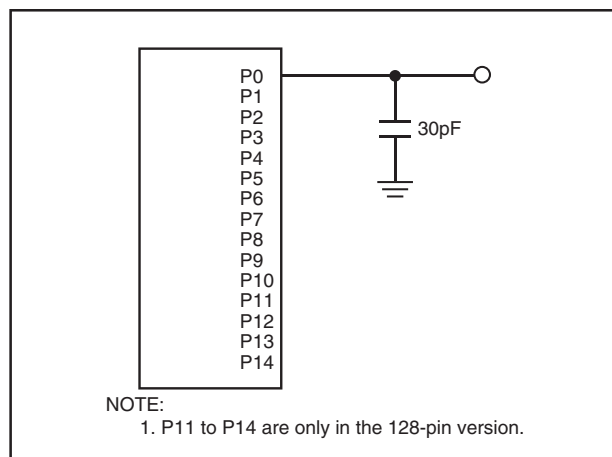 P0
P1
P2
P3
P4
P5
P6
P7
P8
P9
P10
P11
P12
P13
P14
30pF
NOTE:
1. P11 to P14 are only in the 128-pin version.